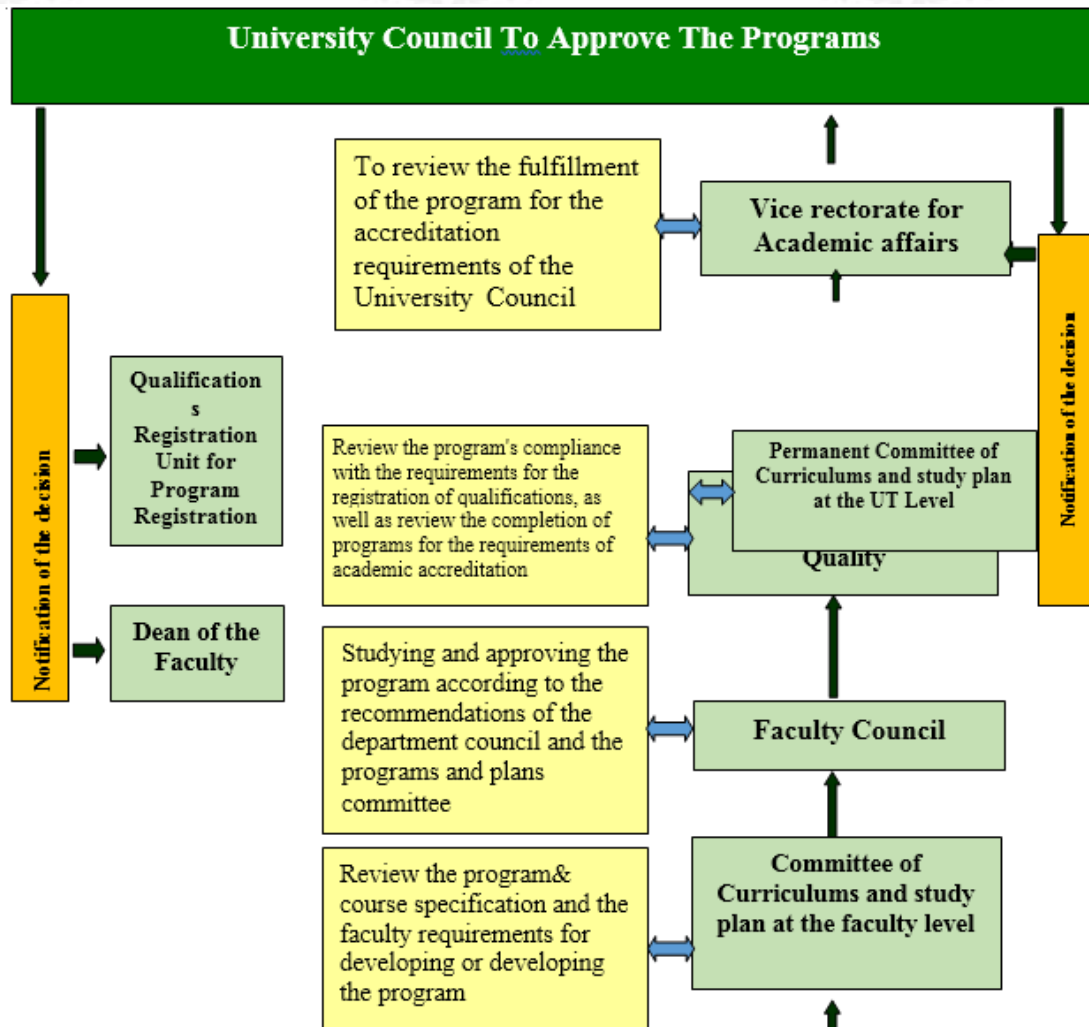 University Council To Approve The Programs
To review the fulfillment
of the program for the
accreditation
requirements of the
University Council
Vice rectorate for
Academic affairs
Notification of the decision
Qualification
s
Registration
Unit for
Program
Registration
Dean of the
Faculty
Notification of the decision
Review the program's compliance
with the requirements for the
registration of qualifications, as
well as review the completion of
programs for the requirements of
academic accreditation
Permanent Committee of
Curriculums and study plan
at the UT Level
Quality
Studying and approving the
program according to the
recommendations of the
department council and the
programs and plans
committee
Faculty Council
Review the program&
course specification and the
faculty requirements for
developing or developing
the program
Committee of
Curriculums and study
plan at the faculty level